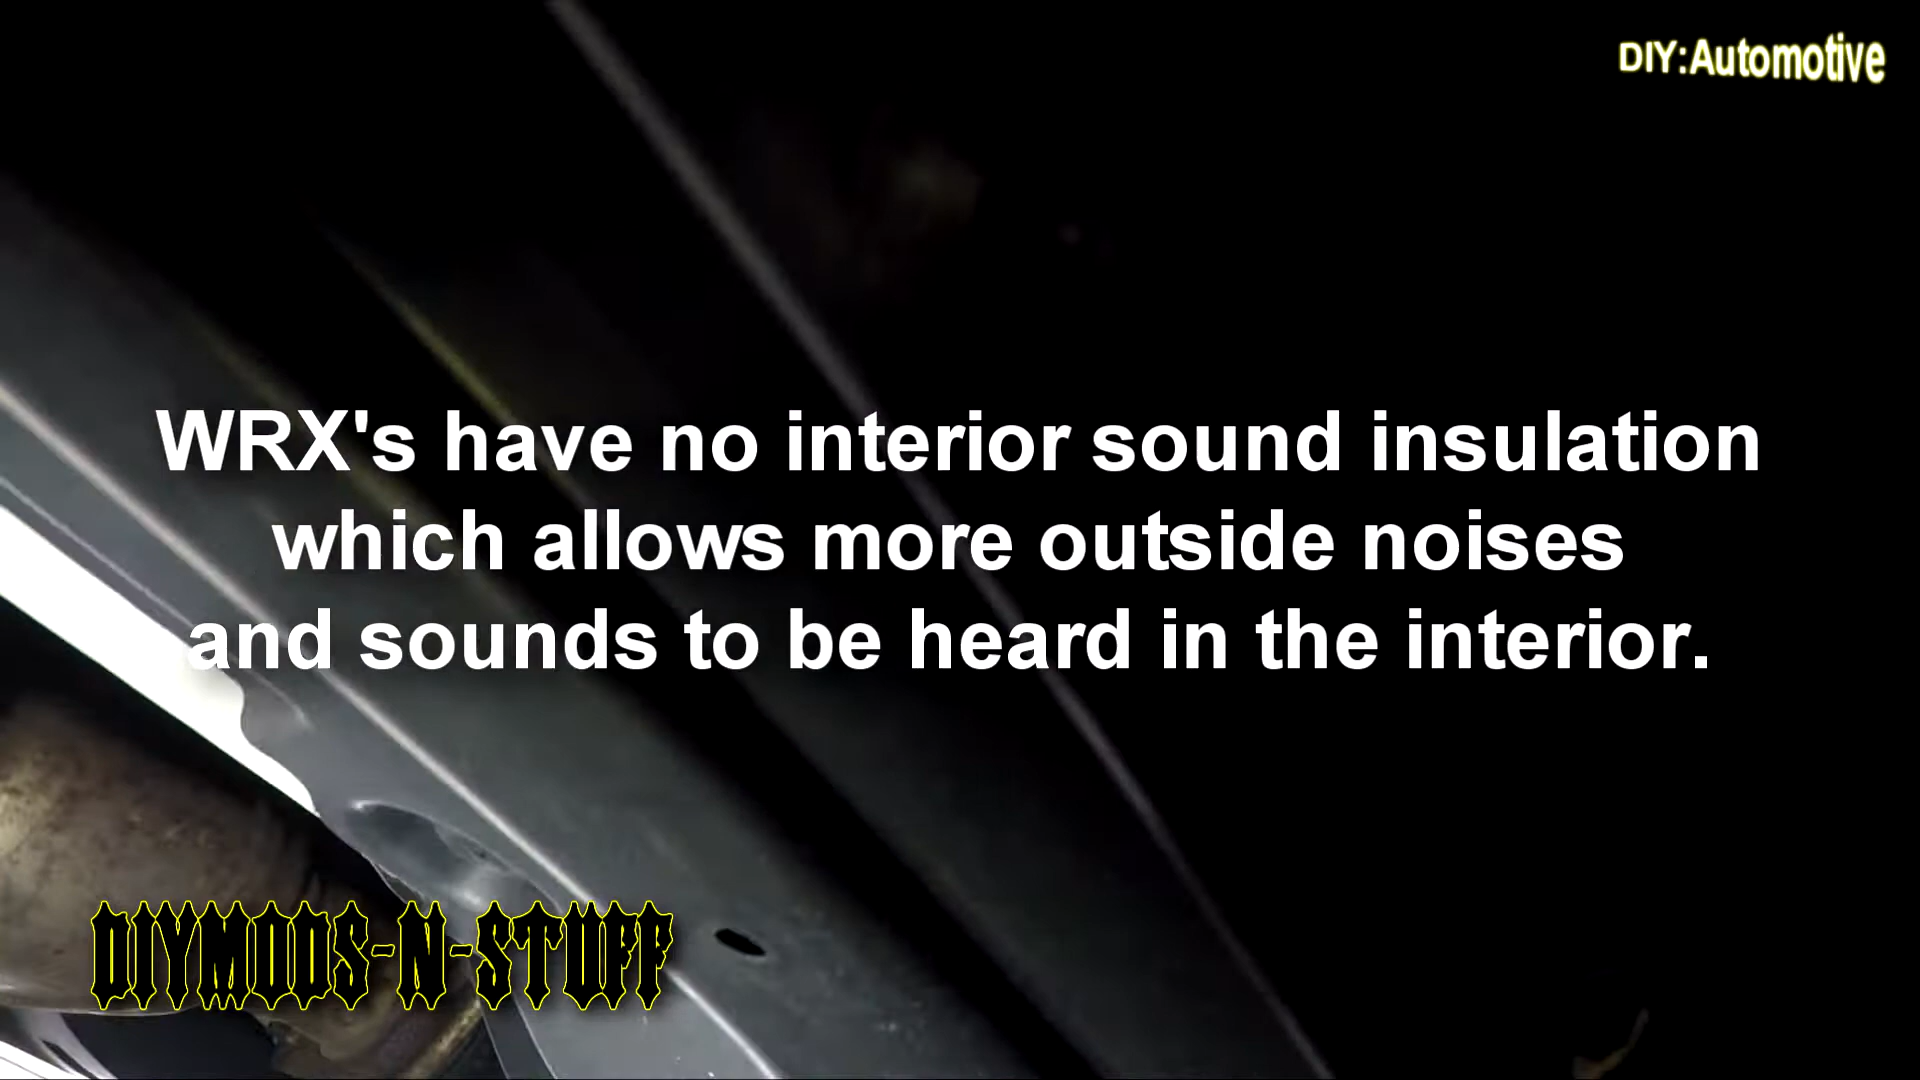 DIY:Automotive
WRX's have no interior sound insulation
which allows more outside noises
and sounds to be heard in the interior.
DIYMODS-N-STUFF